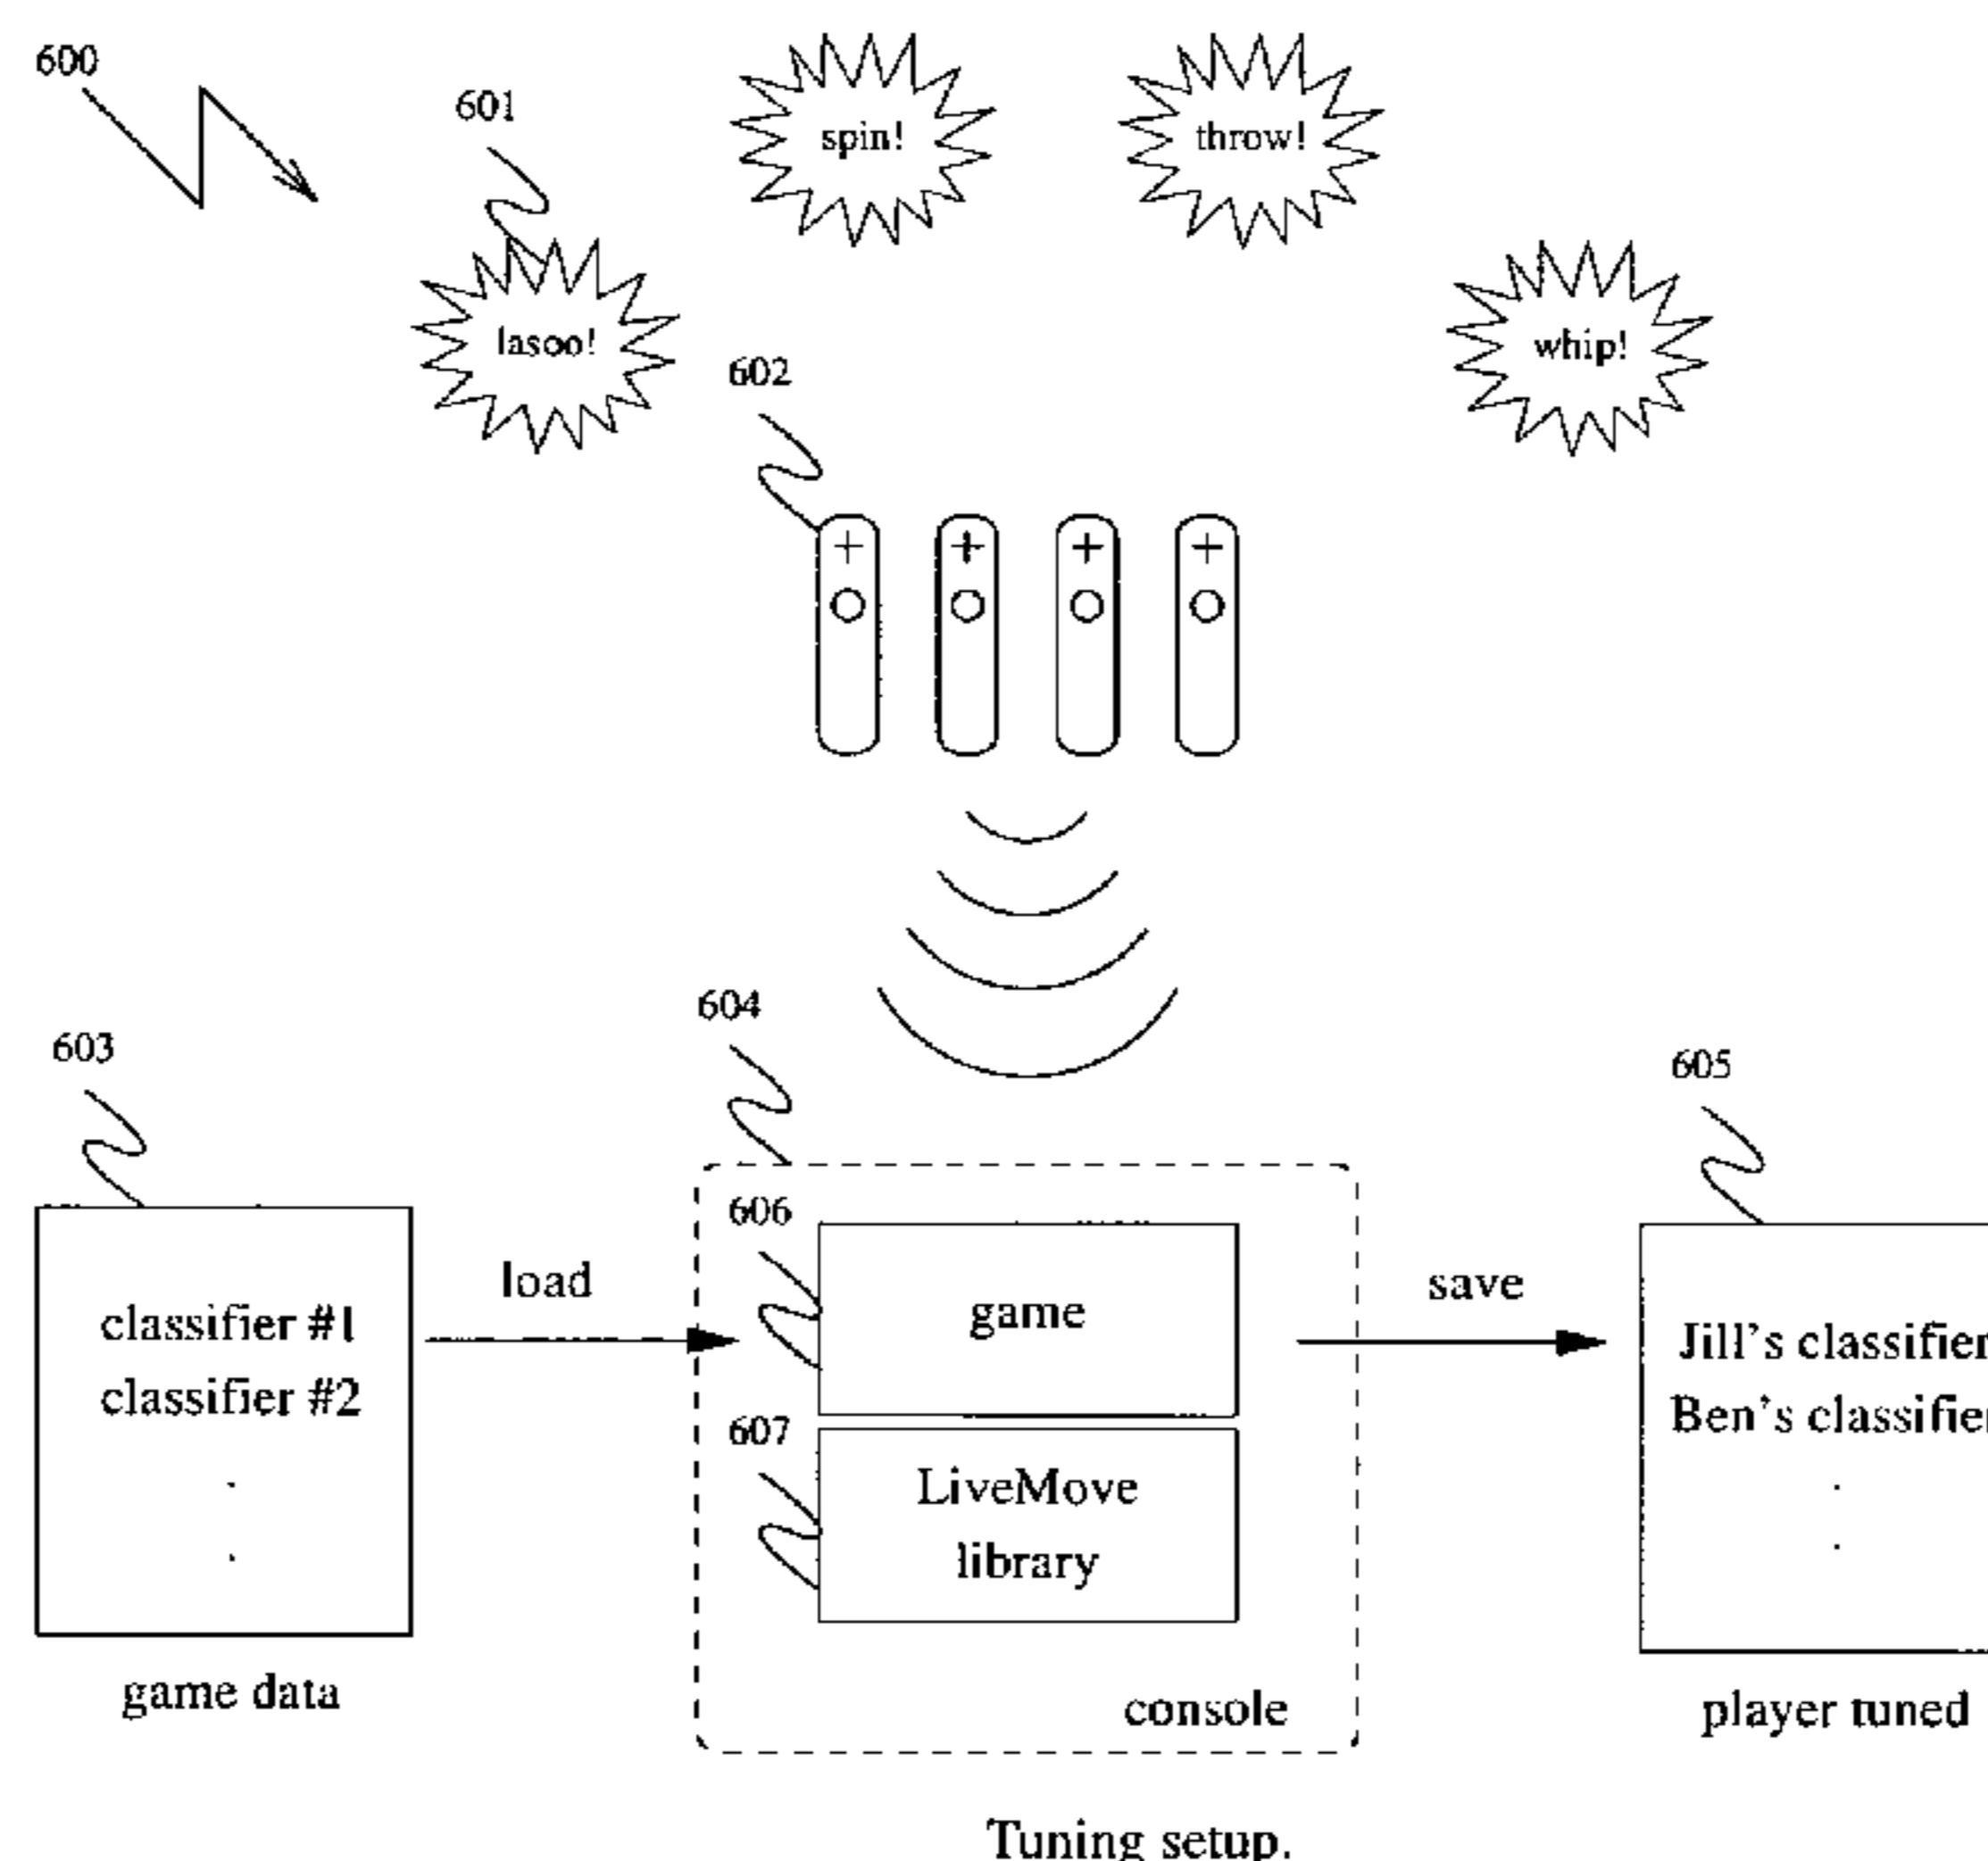 600
601
spin!
throw!
lasoo!
whip!
602
604
603
605
606
load
game
save
classifier #1
classifier #2
Jill's classifier
Ben's classifier
607
LiveMove
library
game data
console
player tuned
Tuning setup.